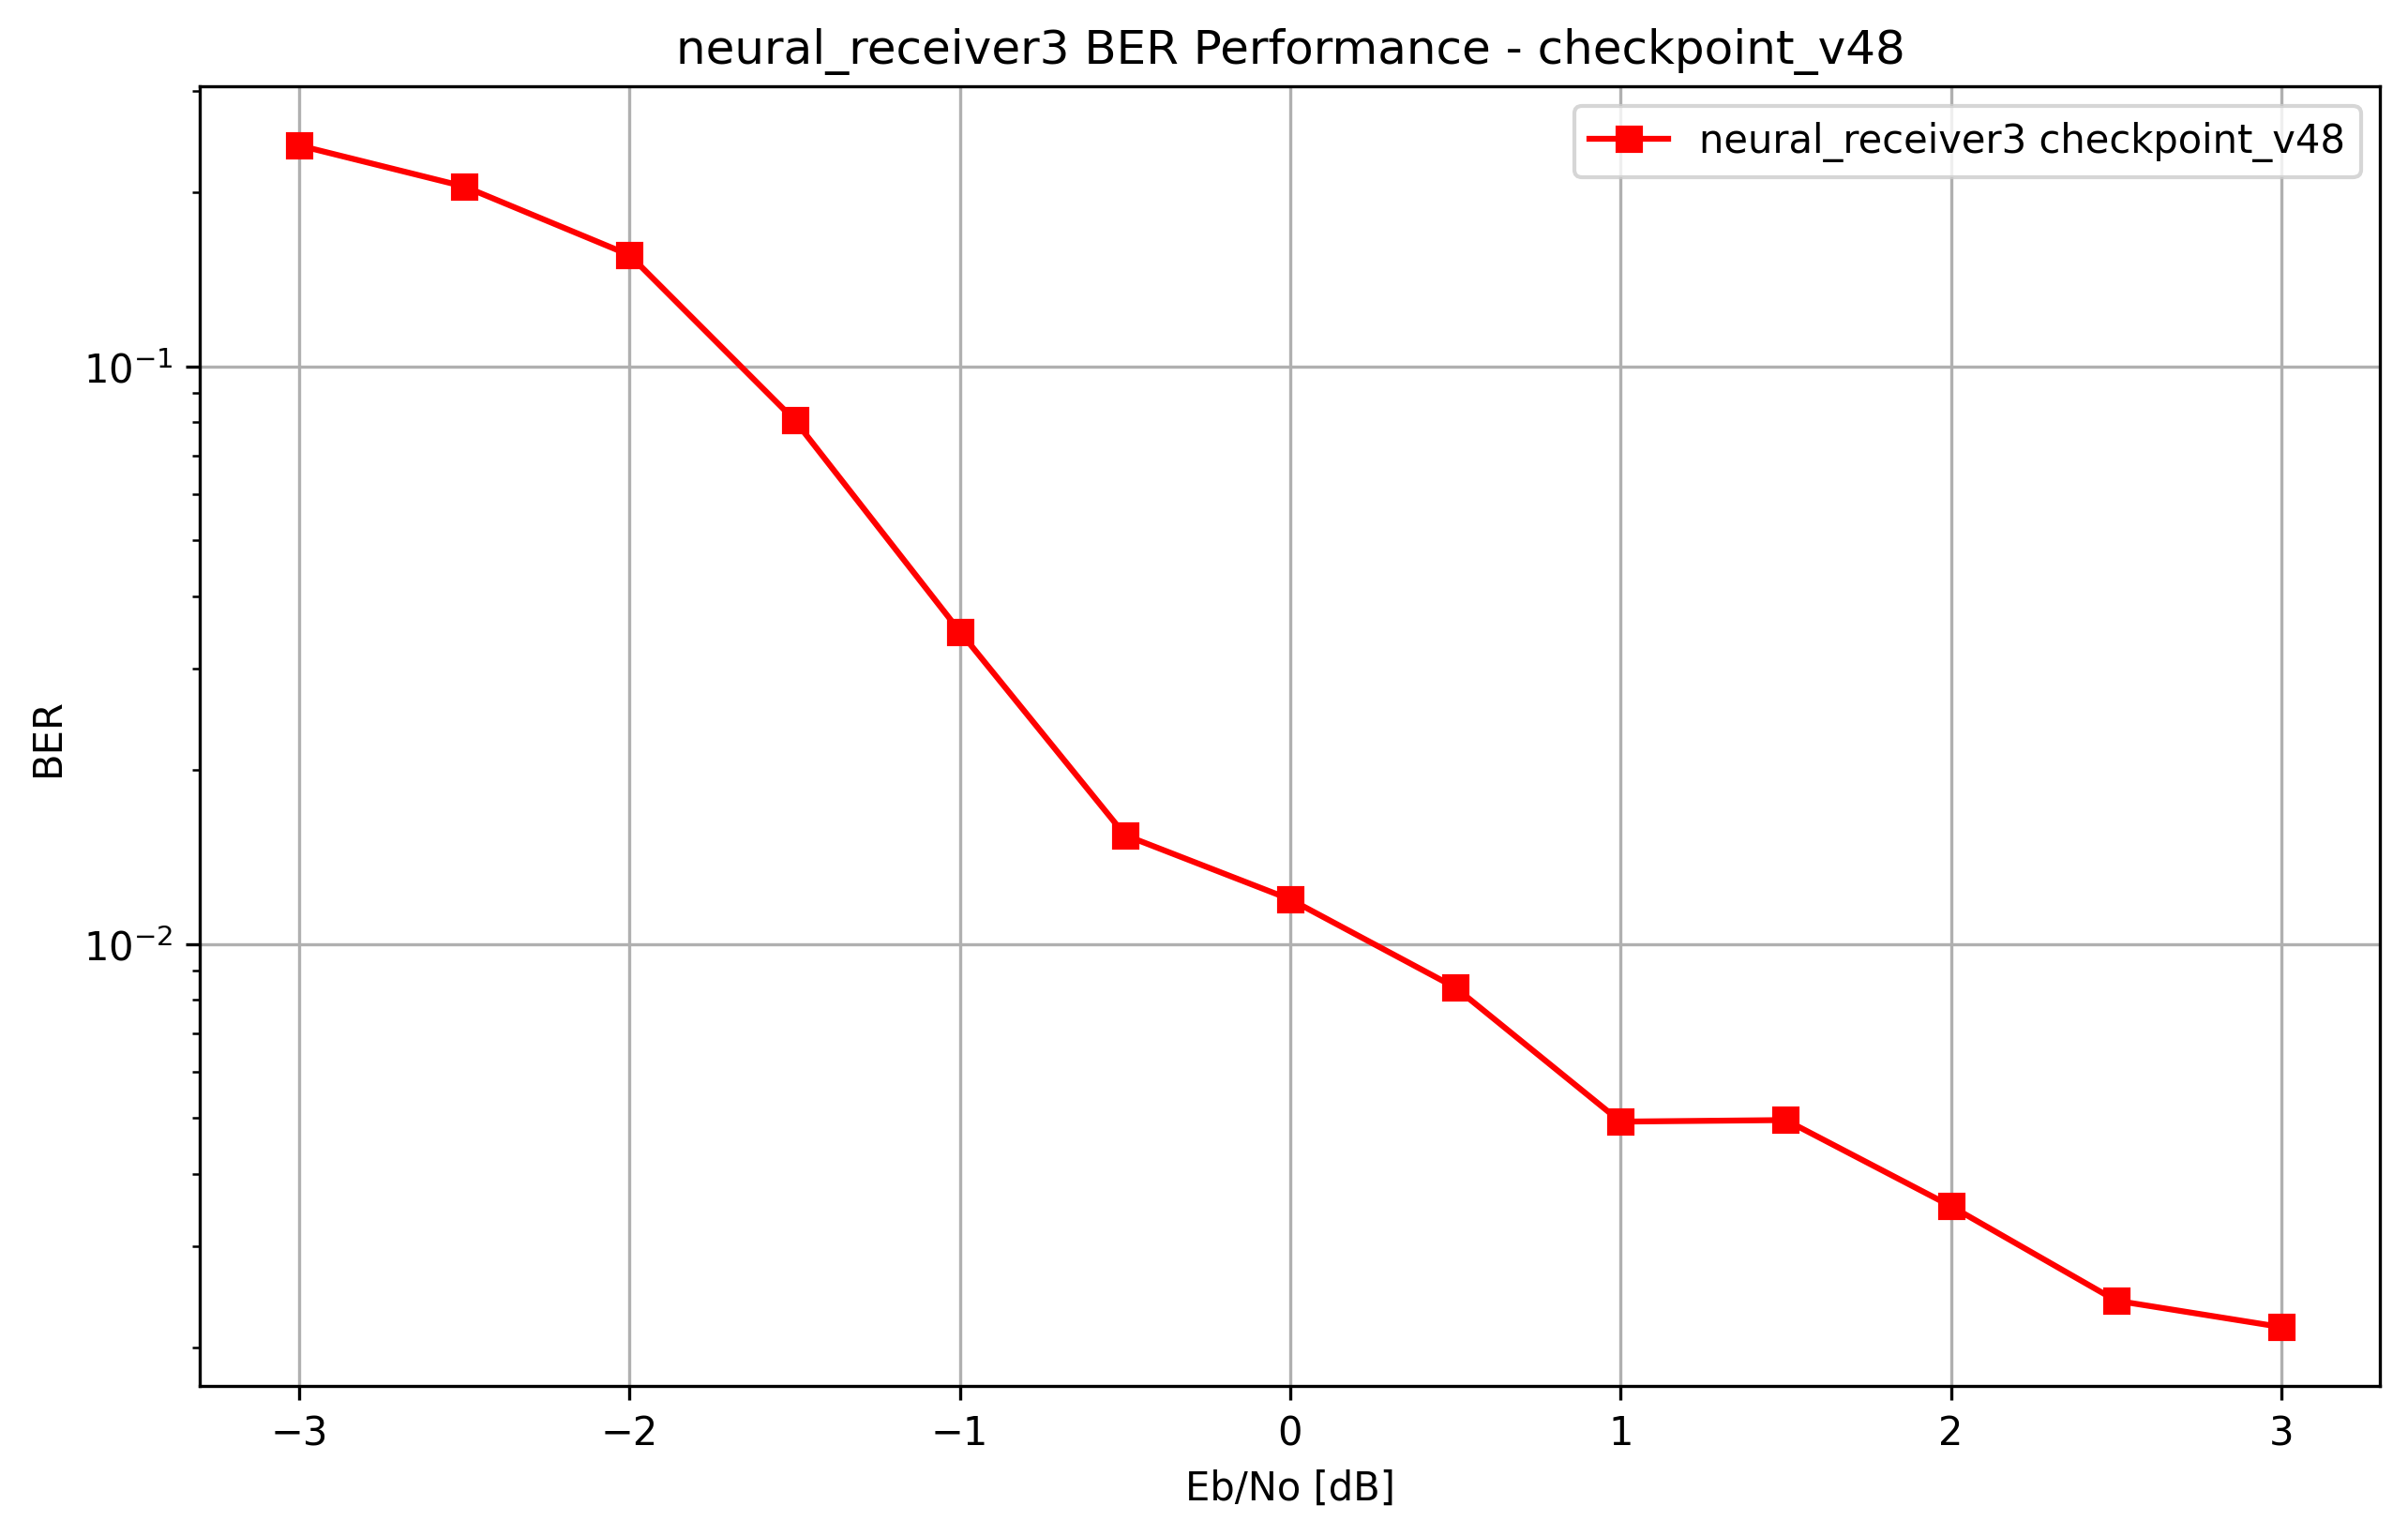 neural_receiver3 BER Performance - checkpoint_v48
neural_receiver3 checkpoint_v48
10⁻¹
10⁻²
BER
−3 −2 −1 0 1 2 3
Eb/No [dB]